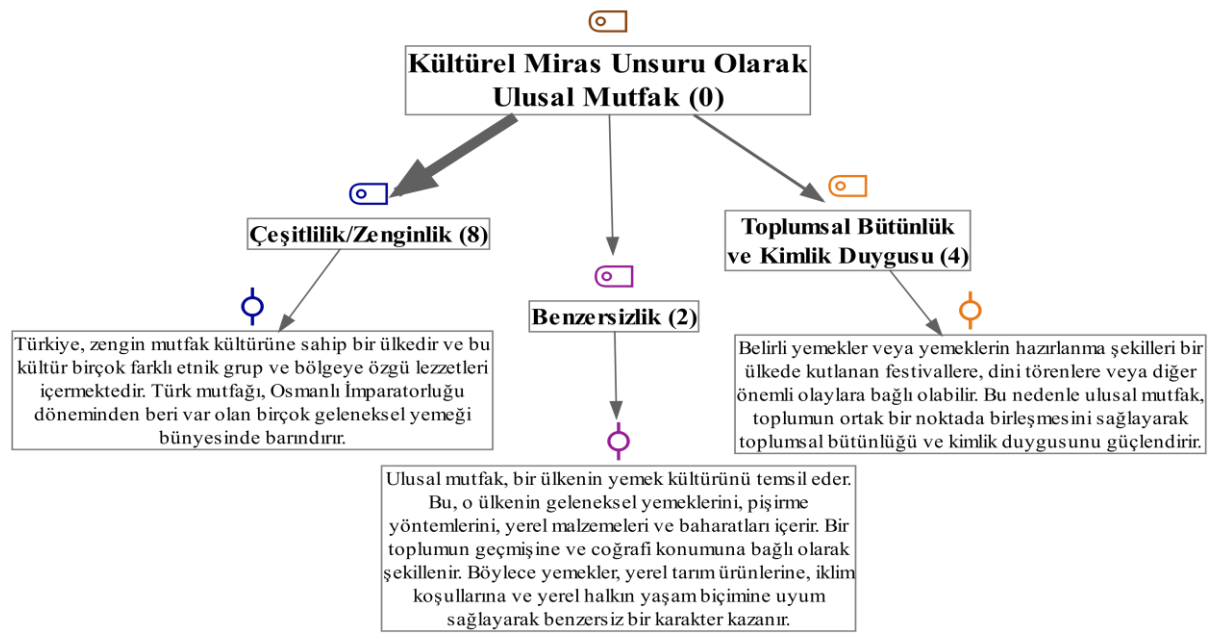 Kültürel Miras Unsuru Olarak
Ulusal Mutfak (0)
Çeşitlilik/Zenginlik (8)
Türkiye, zengin mutfak kültürüne sahip bir ülkedir ve bu
kültür birçok farklı etnik grup ve bölgeye özgü lezzetleri
içermektedir. Türk mutfağı, Osmanlı İmparatorluğu
döneminden beri var olan birçok geleneksel yemeği
bünyesinde barındırır.
Benzersizlik (2)
Ulusal mutfak, bir ülkenin yemek kültürünü temsil eder.
Bu, o ülkenin geleneksel yemeklerini, pişirme
yöntemlerini, yerel malzemeleri ve baharatları içerir. Bir
toplumun geçmişine ve coğrafi konumuna bağlı olarak
şekillenir. Böylece yemekler, yerel tarım ürünlerine, iklim
koşullarına ve yerel halkın yaşam biçimine uyum
sağlayarak benzersiz bir karakter kazanır.
Toplumsal Bütünlük
ve Kimlik Duygusu (4)
Belirli yemekler veya yemeklerin hazırlanma şekilleri bir
ülkede kutlanan festivallere, dini törenlere veya diğer
önemli olaylara bağlı olabilir. Bu nedenle ulusal mutfak,
toplumun ortak bir noktada birleşmesini sağlayarak
toplumsal bütünlüğü ve kimlik duygusunu güçlendirir.